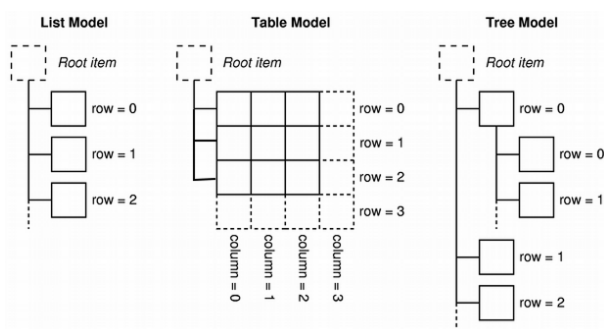 List Model
Table Model
Tree Model
Root item
Root item
Root item
row = 0
row = 1
row = 2
row = 0
row = 1
row = 2
row = 3
column = 0
column = 1
column = 2
column = 3
row = 0
row = 0
row = 1
row = 1
row = 2